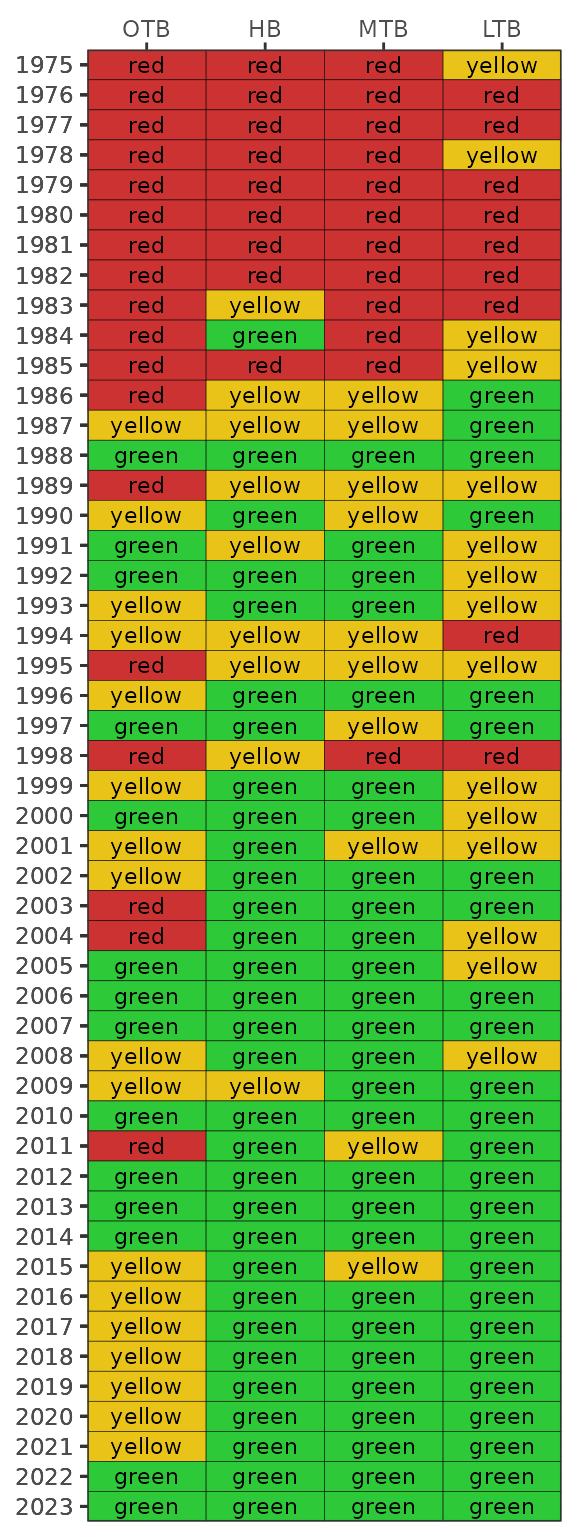 OTB HB MTB LTB
1975 red red red yellow
1976 red red red red
1977 red red red red
1978 red red red yellow
1979 red red red red
1980 red red red red
1981 red red red red
1982 red red red red
1983 red yellow red red
1984 red green red yellow
1985 red red red yellow
1986 red yellow yellow green
1987 yellow yellow yellow green
1988 green green green green
1989 red yellow yellow yellow
1990 yellow green yellow green
1991 green yellow green yellow
1992 green green green yellow
1993 yellow green green yellow
1994 yellow yellow yellow red
1995 red yellow yellow yellow
1996 yellow green green green
1997 green green yellow green
1998 red yellow red red
1999 yellow green green yellow
2000 green green green yellow
2001 yellow green yellow yellow
2002 yellow green green green
2003 red green green green
2004 red green green yellow
2005 green green green yellow
2006 green green green green
2007 green green green green
2008 yellow green green yellow
2009 yellow yellow green green
2010 green green green green
2011 red green yellow green
2012 green green green green
2013 green green green green
2014 green green green green
2015 yellow green yellow green
2016 yellow green green green
2017 yellow green green green
2018 yellow green green green
2019 yellow green green green
2020 yellow green green green
2021 yellow green green green
2022 green green green green
2023 green green green green